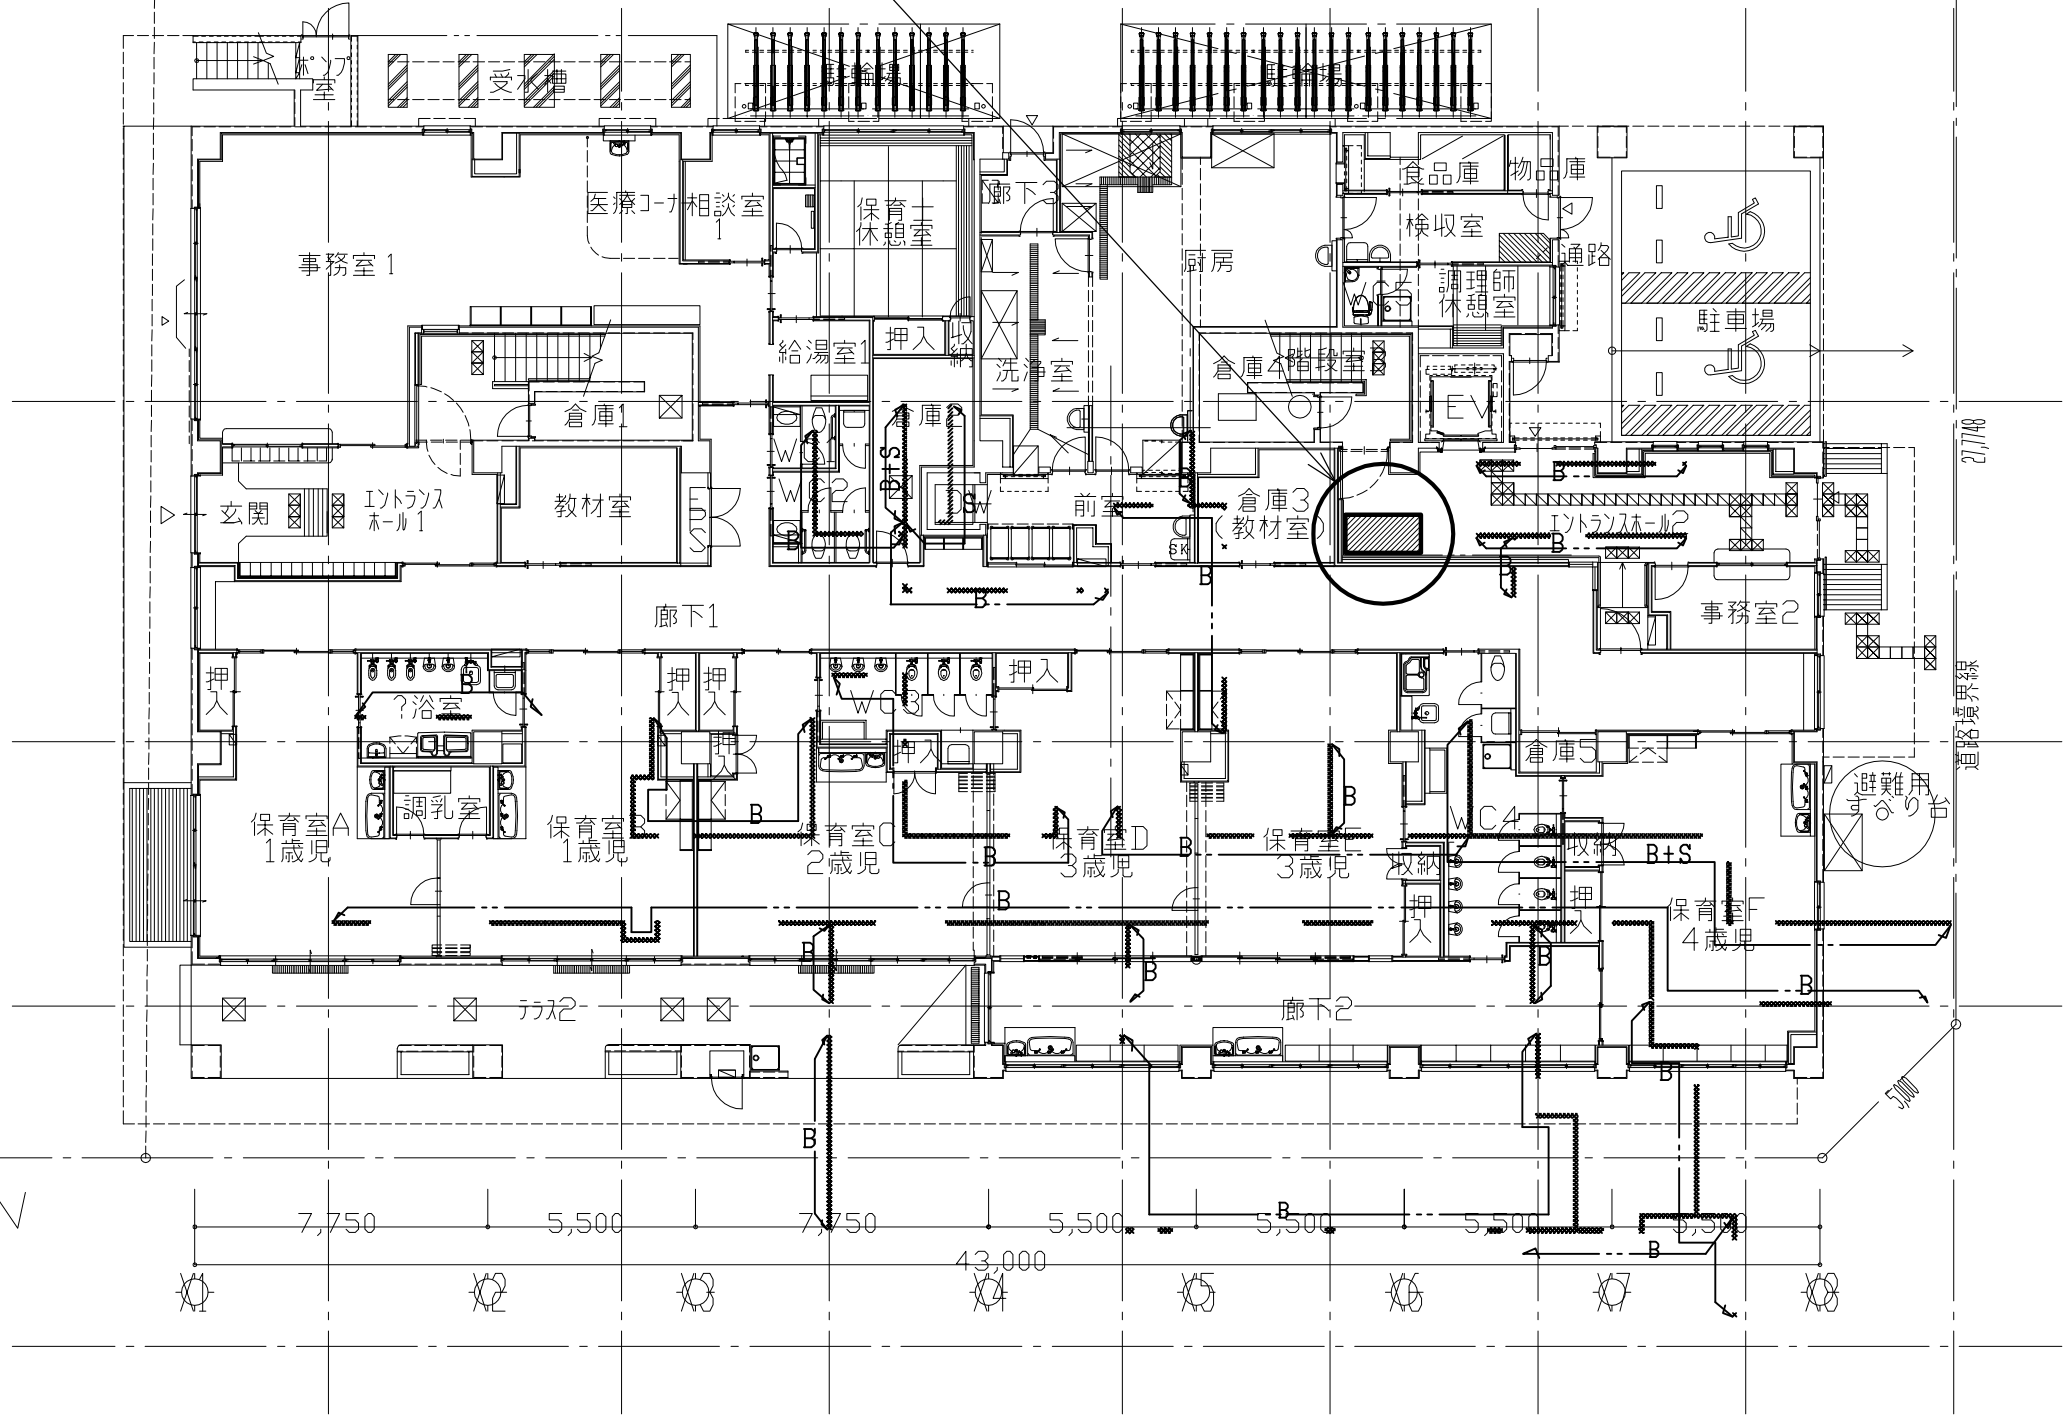 ポンプ
室
受水槽
駐輪場
駐輪場
医療コーナー
相談室
1
保育士
休憩室
廊下3
食品庫
物品庫
検収室
通路
事務室1
厨房
調理師
休憩室
駐車場
給湯室1
押入
収
納
洗浄室
倉庫
階段室
EV
倉庫1
倉庫2
27,7748
B+S
WC2
玄関
エントランス
ホール1
教材室
前室
倉庫3
(教材室)
SK
B
B
エントランスホール2
B
B
B
B
B
廊下1
事務室2
押
入
B
?浴室
押
入
押
入
WC3
押入
道路境界線
押
入
押入
倉庫5
避難用
すべり台
調乳室
保育室A
1歳児
保育室B
1歳児
B
保育室C
2歳児
B
保育室D
3歳児
B
保育室E
3歳児
B
WC4
収納
収納
B+S
押
入
押
入
保育室F
4歳児
B
B
B
B
B
テラス2
廊下2
B
B
5,000
B
B
7,750
5,500
7,750
5,500
5,500
5,500
5,500
43,000
X1
X2
X3
X4
X5
X6
X7
X8